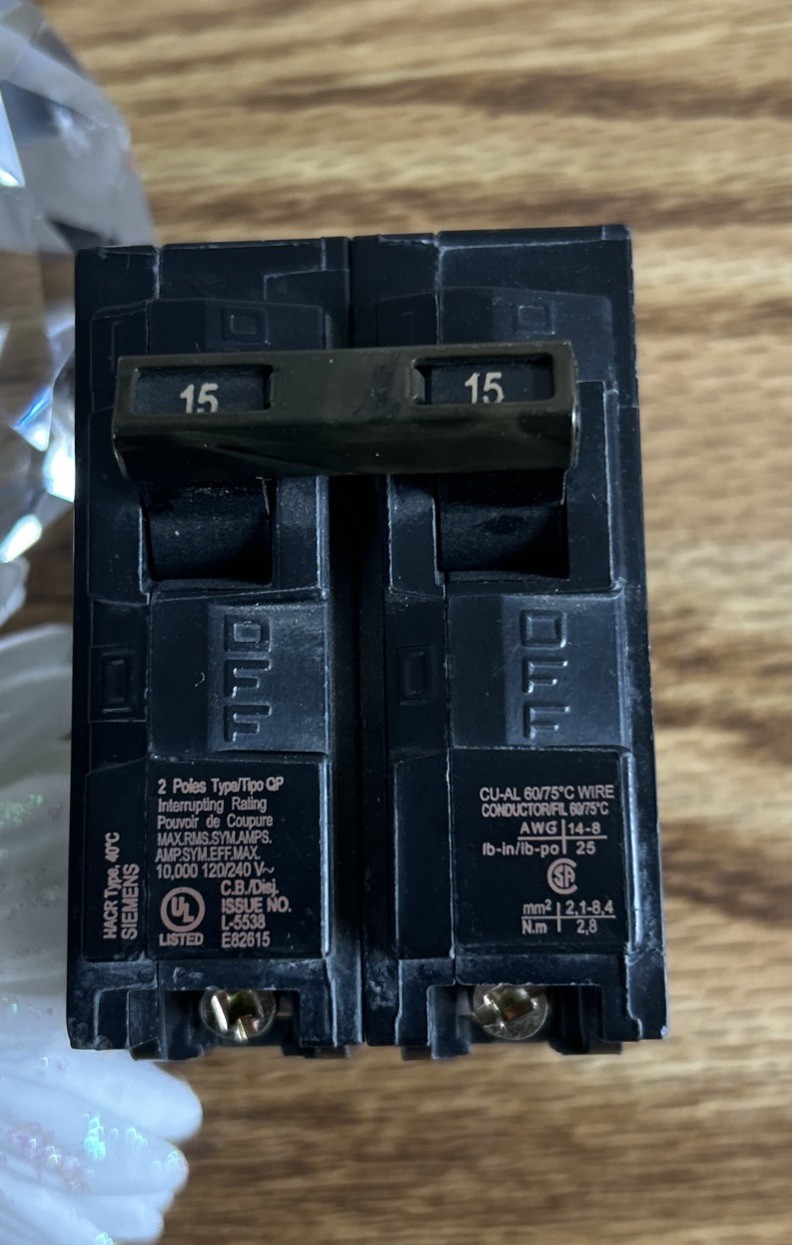 15 15
OFF OFF
2 Poles Type/Tipo QP
Interrupting Rating
Pouvoir de Coupure
MAX.RMS.SYM.AMPS.
AMP.SYM.EFF.MAX.
10,000 120/240 V~
C.B./Disj.
ISSUE NO.
L-5538
E82615
UL
LISTED
HACR Type, 40°C
SIEMENS
CU-AL 60/75°C WIRE
CONDUCTOR/FIL 60/75°C
AWG 14-8
lb-in/lb-po 25
SA
mm² 2,1-8,4
N.m 2,8